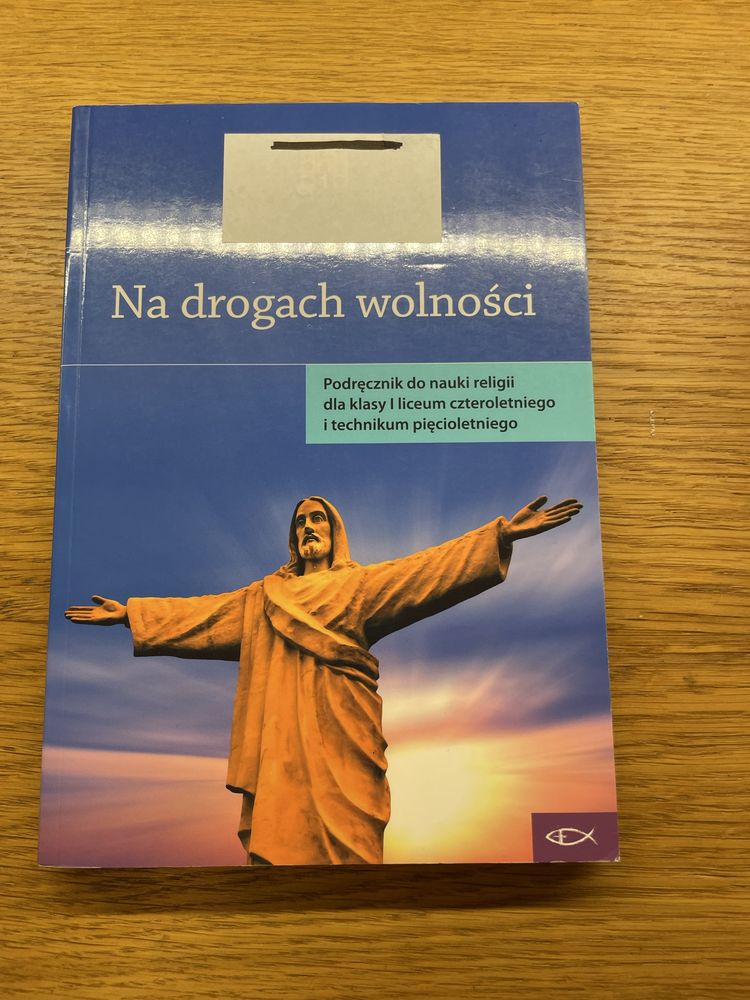 Na drogach wolności
Podręcznik do nauki religii
dla klasy I liceum czteroletniego
i technikum pięcioletniego